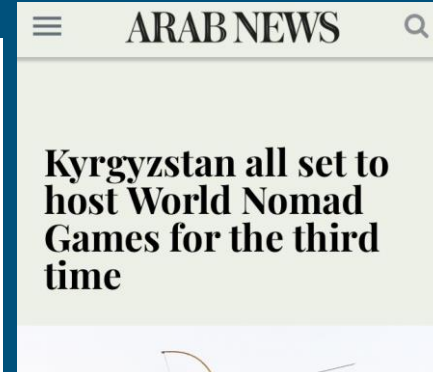 ARAB NEWS
Kyrgyzstan all set to
host World Nomad
Games for the third
time